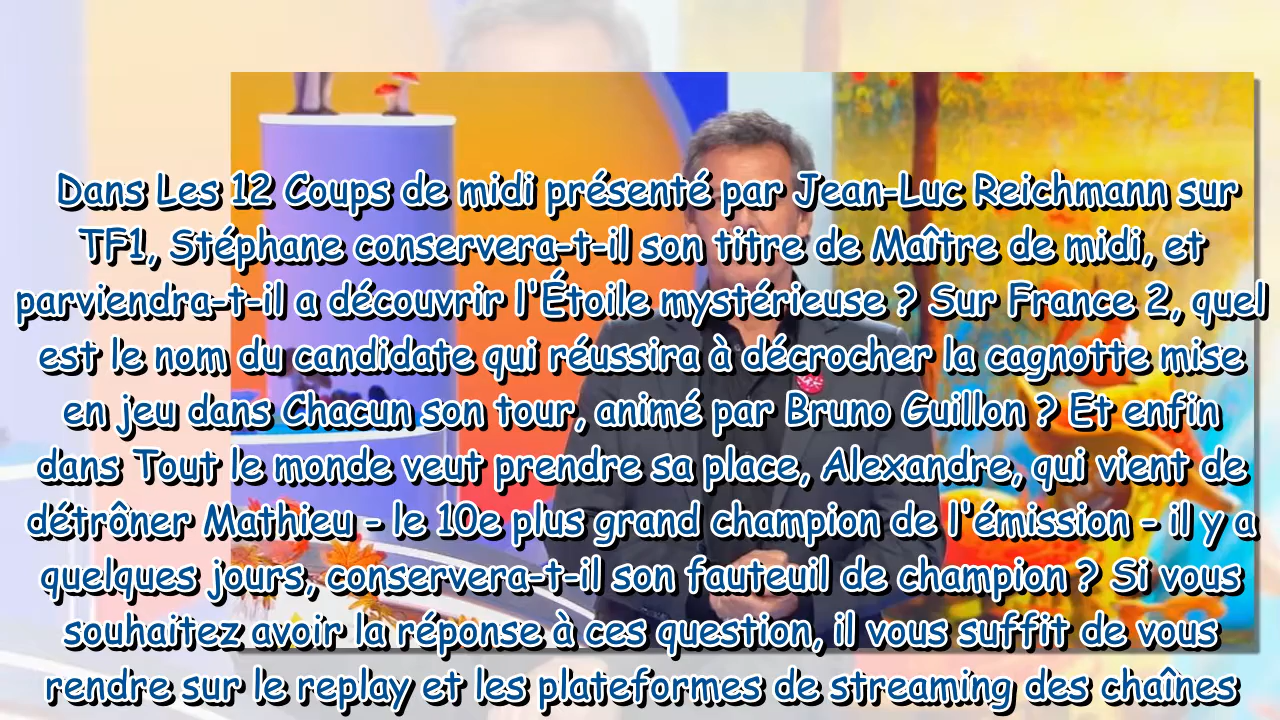 Dans Les 12 Coups de midi présenté par Jean-Luc Reichmann sur
TF1, Stéphane conservera-t-il son titre de Maître de midi, et
parviendra-t-il a découvrir l'Étoile mystérieuse ? Sur France 2, quel
est le nom du candidate qui réussira à décrocher la cagnotte mise
en jeu dans Chacun son tour, animé par Bruno Guillon ? Et enfin
dans Tout le monde veut prendre sa place, Alexandre, qui vient de
détrôner Mathieu - le 10e plus grand champion de l'émission - il y a
quelques jours, conservera-t-il son fauteuil de champion ? Si vous
souhaitez avoir la réponse à ces question, il vous suffit de vous
rendre sur le replay et les plateformes de streaming des chaînes